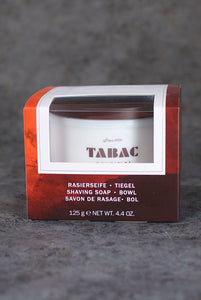 TABAC
RASIERSEIFE • TIEGEL
SHAVING SOAP • BOWL
SAVON DE RASAGE • BOL
125 g e NET WT. 4.4 OZ.